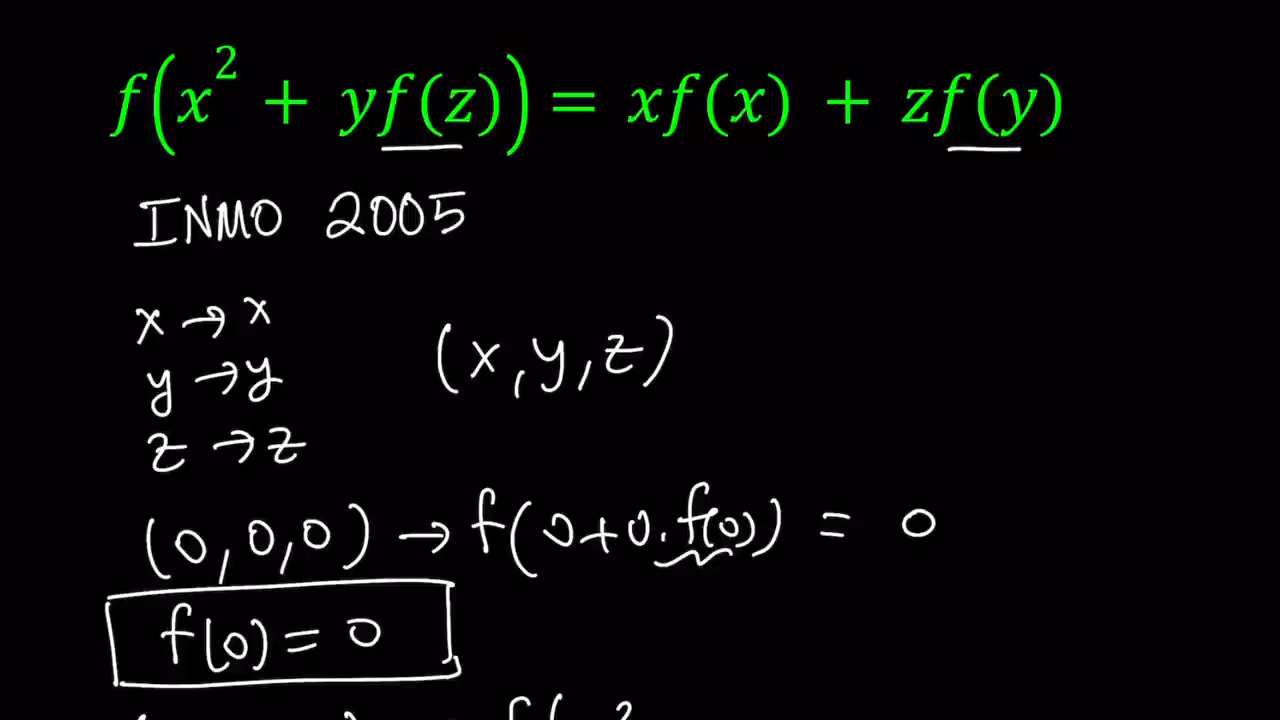 f(x² + yf(z)) = xf(x) + zf(y)
INMO 2005
x → x
(x, y, z)
y → y
z → z
(0, 0, 0) → f(0+0.f(0)) = 0
f(0) = 0